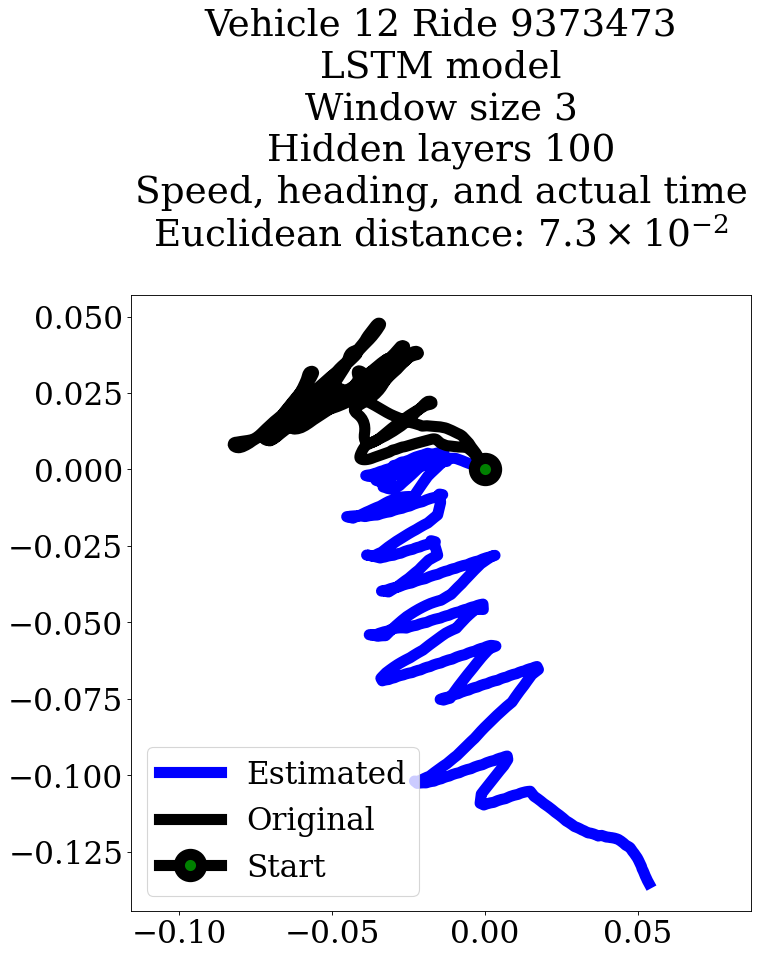 Vehicle 12 Ride 9373473
LSTM model
Window size 3
Hidden layers 100
Speed, heading, and actual time
Euclidean distance: 7.3 × 10⁻²
0.050
0.025
0.000
−0.025
−0.050
−0.075
−0.100
−0.125
Estimated
Original
Start
−0.10 −0.05 0.00 0.05